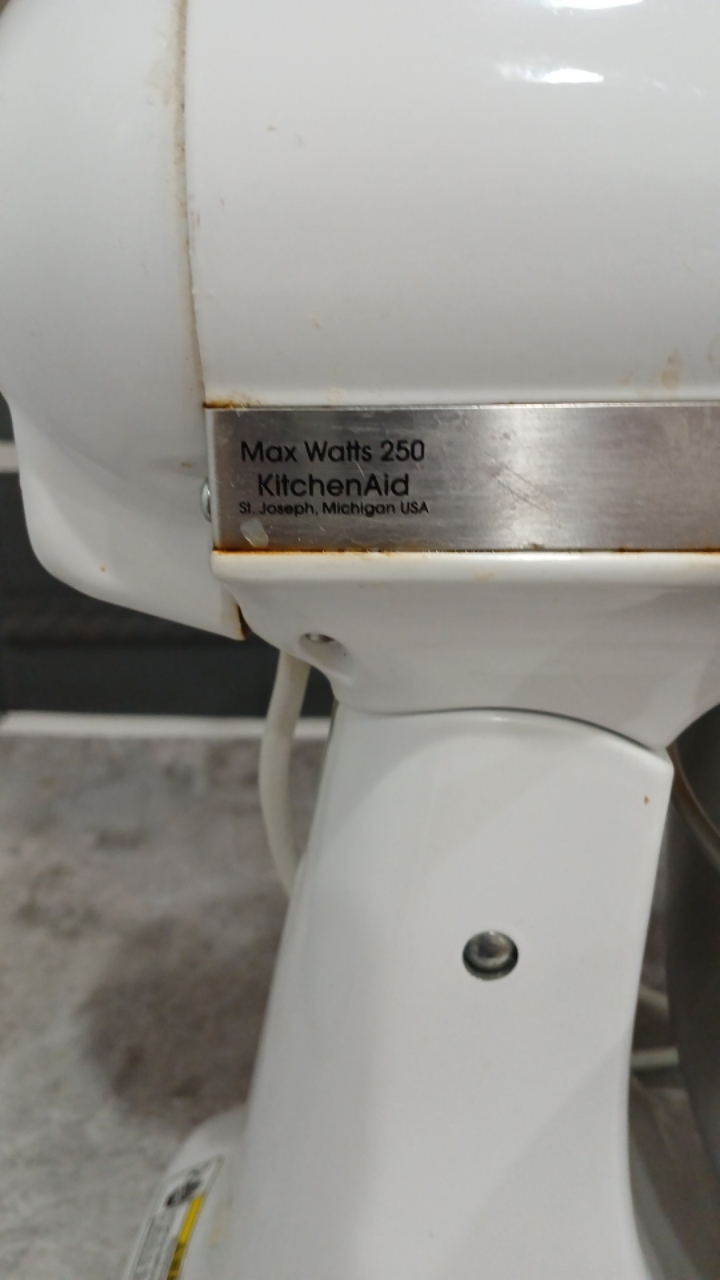 Max Watts 250
KitchenAid
St. Joseph, Michigan USA